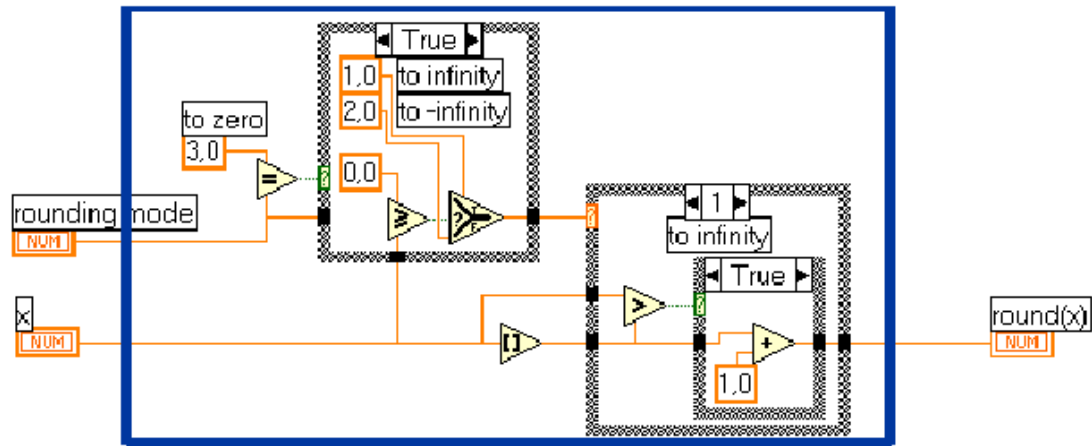 True
1,0 to infinity
2,0 to -infinity
to zero
3,0
=
?
0,0
≥
?
rounding mode
NUM
?
1
to infinity
True
>
?
x
NUM
[ ]
+
1,0
round(x)
NUM